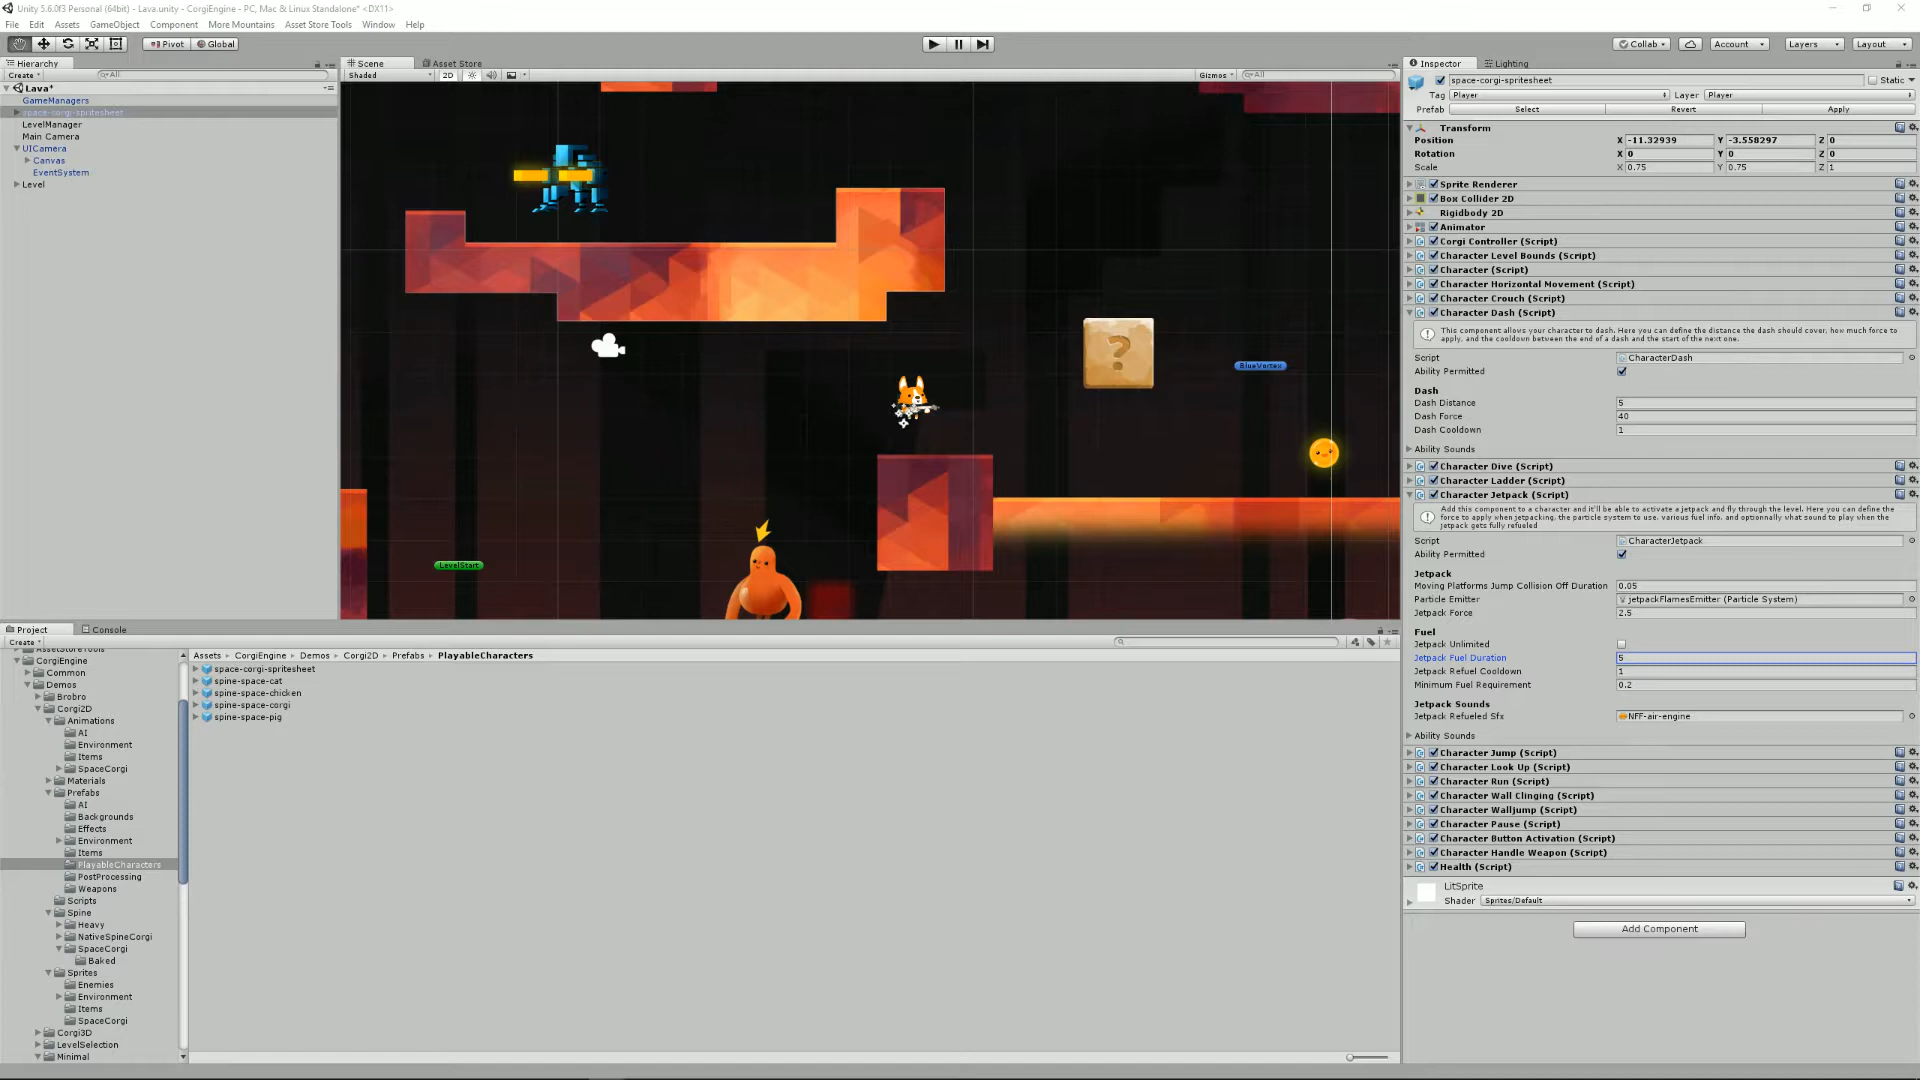 Unity 5.6.0f3 Personal (64bit) - Lava.unity - CorgiEngine - PC, Mac & Linux Standalone* <DX11>
File Edit Assets GameObject Component More Mountains Asset Store Tools Window Help
Pivot Global Collab Account Layers Layout
Hierarchy
Create All
Lava*
GameManagers
space-corgi-spritesheet
LevelManager
Main Camera
UICamera
Canvas
EventSystem
Level
Scene Asset Store
Shaded 2D Gizmos All
BlueVortex
LevelStart
?
Project Console
Create
AssetStoreTools
CorgiEngine
Common
Demos
Brobro
Corgi2D
Animations
AI
Environment
Items
SpaceCorgi
Materials
Prefabs
AI
Backgrounds
Effects
Environment
Items
PlayableCharacters
PostProcessing
Weapons
Scripts
Spine
Heavy
NativeSpineCorgi
SpaceCorgi
Baked
Sprites
Enemies
Environment
Items
SpaceCorgi
Corgi3D
LevelSelection
Minimal
Assets CorgiEngine Demos Corgi2D Prefabs PlayableCharacters
space-corgi-spritesheet
spine-space-cat
spine-space-chicken
spine-space-corgi
spine-space-pig
Inspector Lighting
space-corgi-spritesheet Static
Tag Player Layer Player
Prefab Select Revert Apply
Transform
Position X -11.32939 Y -3.558297 Z 0
Rotation X 0 Y 0 Z 0
Scale X 0.75 Y 0.75 Z 1
Sprite Renderer
Box Collider 2D
Rigidbody 2D
Animator
Corgi Controller (Script)
Character Level Bounds (Script)
Character (Script)
Character Horizontal Movement (Script)
Character Crouch (Script)
Character Dash (Script)
This component allows your character to dash. Here you can define the distance the dash should cover, how much force to
apply, and the cooldown between the end of a dash and the start of the next one.
Script CharacterDash
Ability Permitted
Dash
Dash Distance 5
Dash Force 40
Dash Cooldown 1
Ability Sounds
Character Dive (Script)
Character Ladder (Script)
Character Jetpack (Script)
Add this component to a character and it'll be able to activate a jetpack and fly through the level. Here you can define the
force to apply when jetpacking, the particle system to use, various fuel info, and optionnally what sound to play when the
jetpack gets fully refueled
Script CharacterJetpack
Ability Permitted
Jetpack
Moving Platforms Jump Collision Off Duration 0.05
Particle Emitter jetpackFlamesEmitter (Particle System)
Jetpack Force 2.5
Fuel
Jetpack Unlimited
Jetpack Fuel Duration 5
Jetpack Refuel Cooldown 1
Minimum Fuel Requirement 0.2
Jetpack Sounds
Jetpack Refueled Sfx NFF-air-engine
Ability Sounds
Character Jump (Script)
Character Look Up (Script)
Character Run (Script)
Character Wall Clinging (Script)
Character Walljump (Script)
Character Pause (Script)
Character Button Activation (Script)
Character Handle Weapon (Script)
Health (Script)
LitSprite
Shader Sprites/Default
Add Component